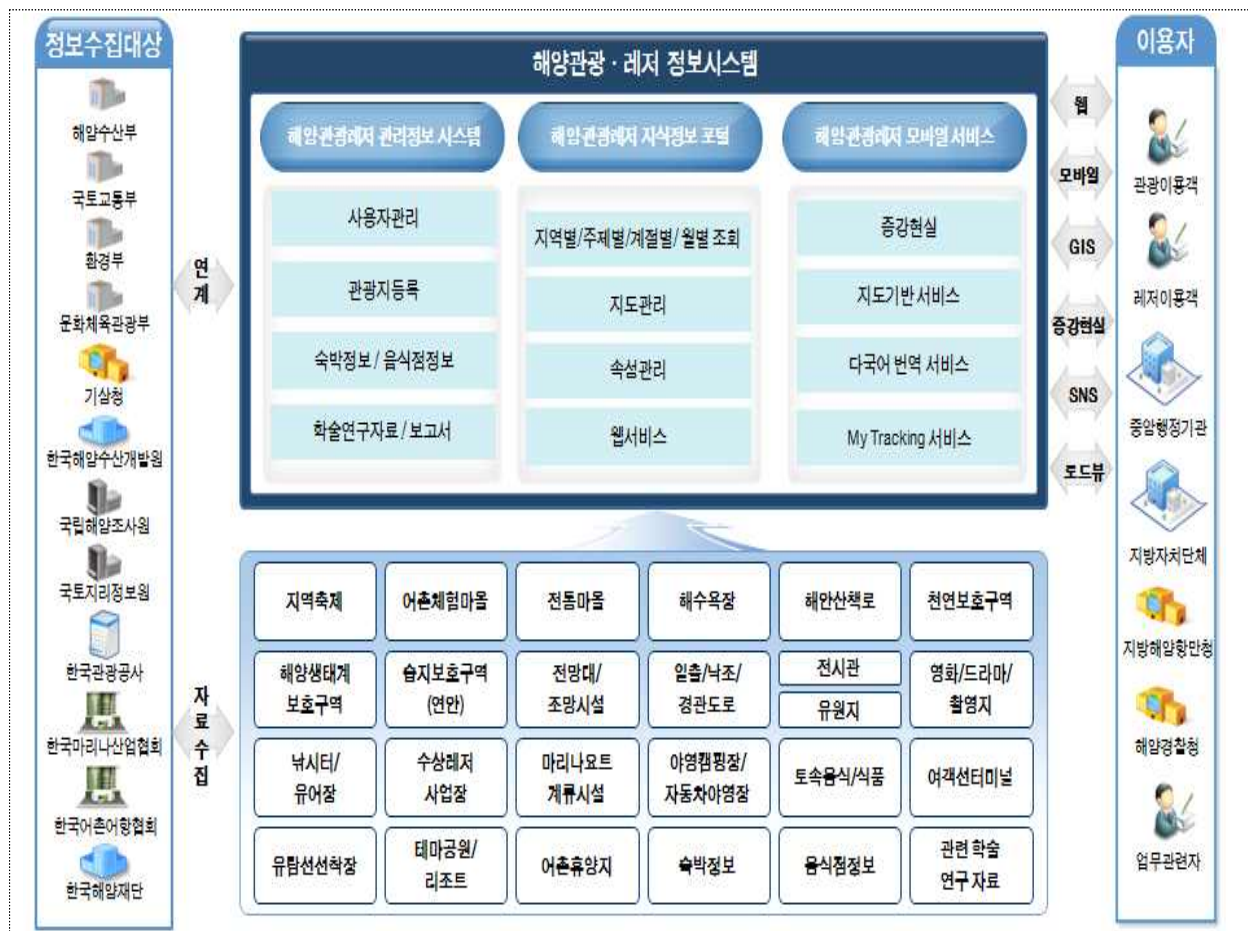 정보수집대상
해양수산부
국토교통부
환경부
문화체육관광부
기상청
한국해양수산개발원
국립해양조사원
국토지리정보원
한국관광공사
한국마리나산업협회
한국어촌어항협회
한국해양재단
연
계
자
료
수
집
해양관광 · 레저 정보시스템
해양관광레저 관리정보 시스템
사용자관리
관광지등록
숙박정보 / 음식점정보
학술연구자료 / 보고서
해양관광레저 지식정보 포털
지역별/주제별/계절별/ 월별 조회
지도관리
속성관리
웹서비스
해양관광레저 모바일 서비스
증강현실
지도기반 서비스
다국어 번역 서비스
My Tracking 서비스
지역축제
어촌체험마을
전통마을
해수욕장
해안산책로
천연보호구역
해양생태계
보호구역
습지보호구역
(연안)
전망대/
조망시설
일출/낙조/
경관도로
전시관
유원지
영화/드라마/
촬영지
낚시터/
유어장
수상레저
사업장
마리나요트
계류시설
야영캠핑장/
자동차야영장
토속음식/식품
여객선터미널
유람선선착장
테마공원/
리조트
어촌휴양지
숙박정보
음식점정보
관련 학술
연구 자료
웹
모바일
GIS
증강현실
SNS
로드뷰
이용자
관광이용객
레저이용객
중앙행정기관
지방자치단체
지방해양항만청
해양경찰청
업무관련자